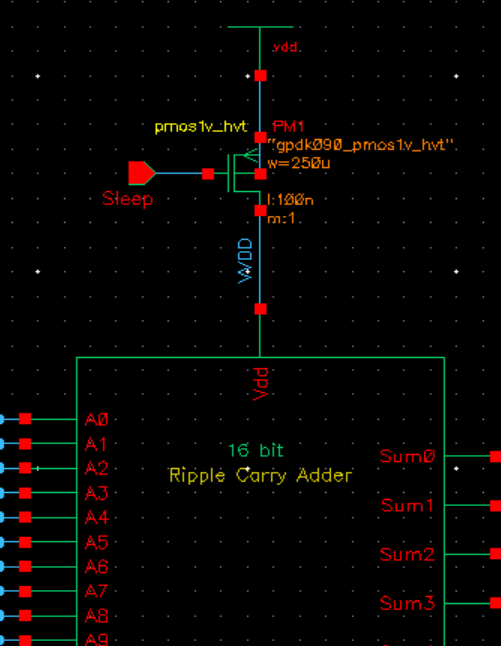 vdd
pmos1v_hvt
PM1
"gpdk090_pmos1v_hvt"
w=250u
l:100n
m:1
Sleep
VVDD
Vdd
16 bit
Ripple Carry Adder
A0
A1
A2
A3
A4
A5
A6
A7
A8
A9
Sum0
Sum1
Sum2
Sum3